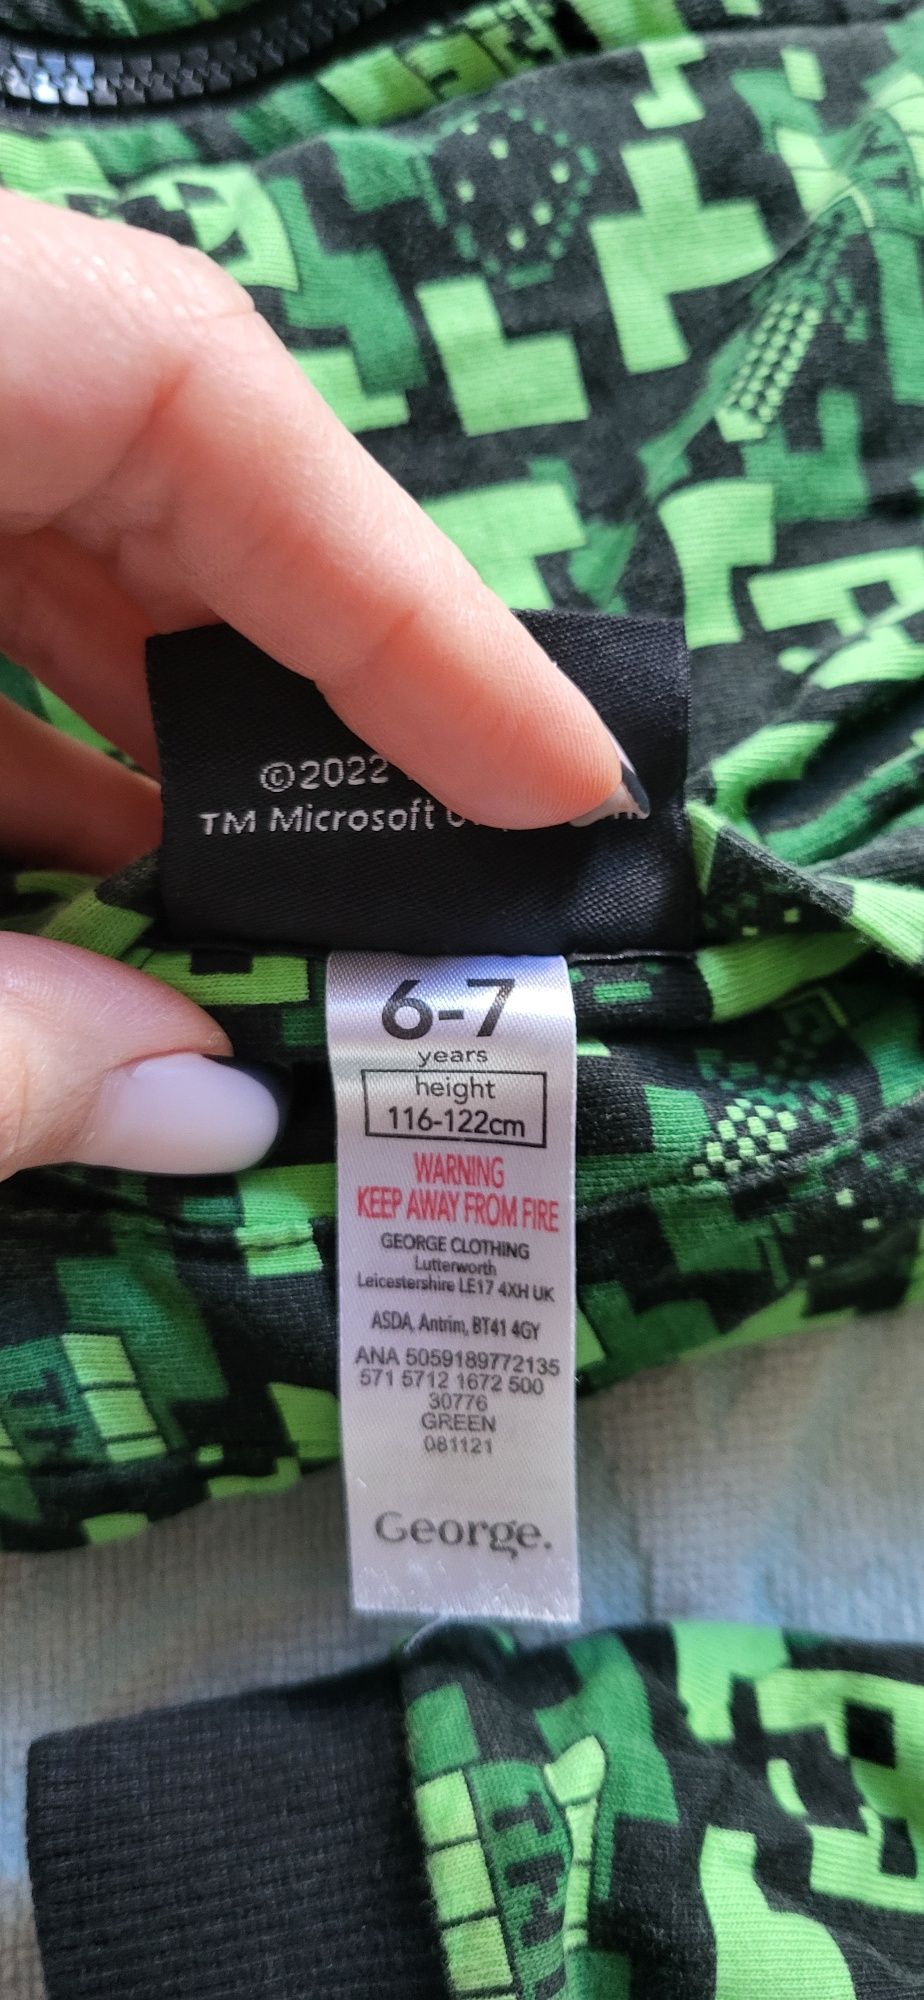 ©2022
TM Microsoft
6-7
years
height
116-122cm
WARNING
KEEP AWAY FROM FIRE
GEORGE CLOTHING
Lutterworth
Leicestershire LE17 4XH UK
ASDA, Antrim, BT41 4GY
ANA 5059189772135
571 5712 1672 500
30776
GREEN
081121
George.